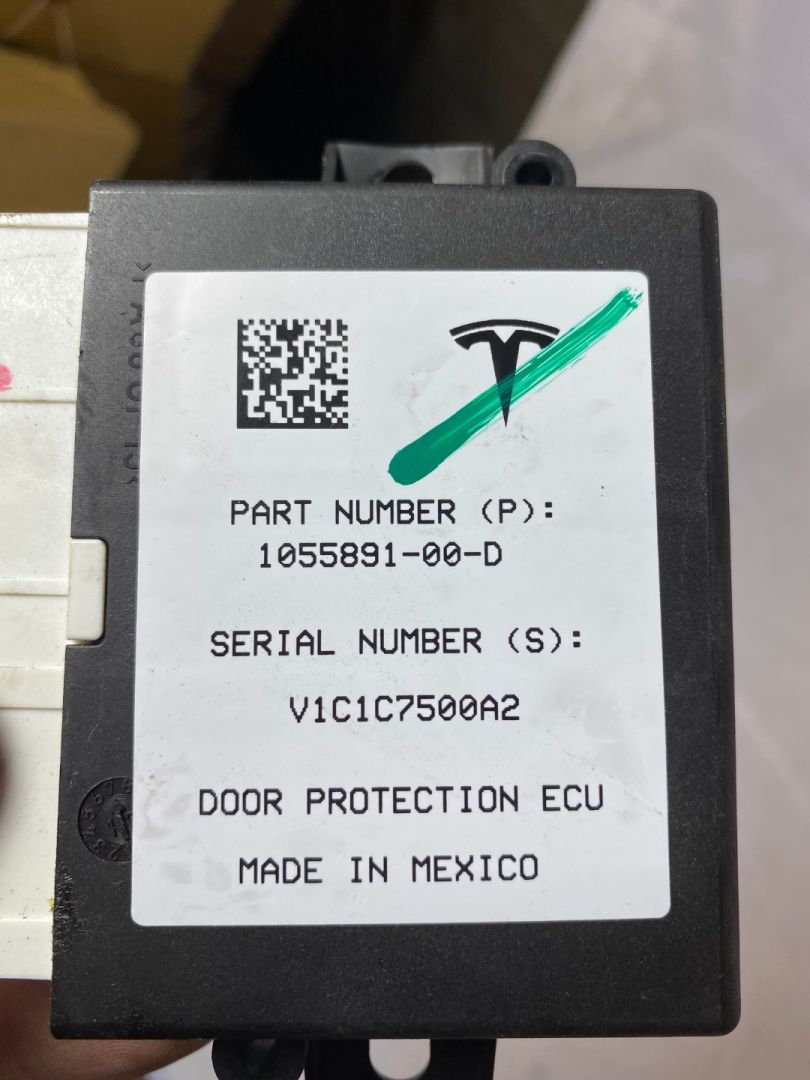 PART NUMBER (P):
1055891-00-D
SERIAL NUMBER (S):
V1C1C7500A2
DOOR PROTECTION ECU
MADE IN MEXICO